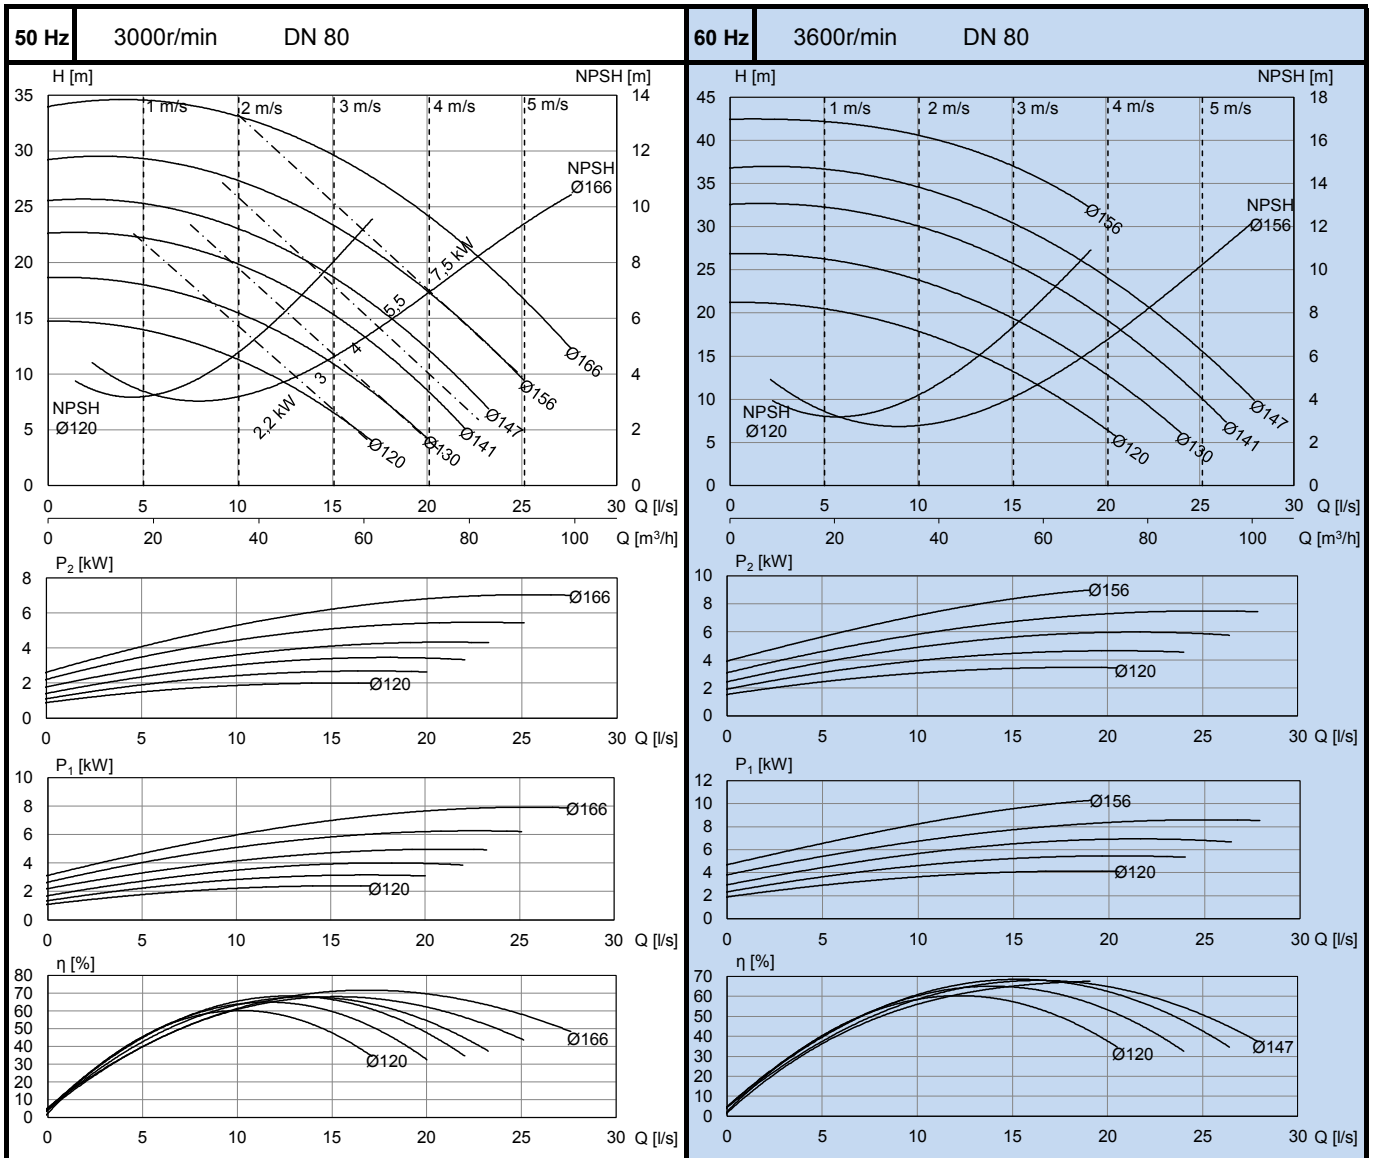 50 Hz 3000r/min DN 80
H [m] NPSH [m]
35 1 m/s 2 m/s 3 m/s 4 m/s 5 m/s 14
30 12
NPSH
Ø166
25 10
20 8
7,5 kW
5,5
15 6
4
Ø166
10 3 4
Ø156
NPSH
Ø120
2,2 kW
Ø147
Ø141
Ø130
Ø120
5 2
0 0
0 5 10 15 20 25 30 Q [l/s]
0 20 40 60 80 100 Q [m³/h]
P₂ [kW]
8
6 Ø166
4
2 Ø120
0
0 5 10 15 20 25 30 Q [l/s]
P₁ [kW]
10
8 Ø166
6
4
2 Ø120
0
0 5 10 15 20 25 30 Q [l/s]
η [%]
80
70
60
50
40 Ø166
30 Ø120
20
10
0
0 5 10 15 20 25 30 Q [l/s]
60 Hz 3600r/min DN 80
H [m] NPSH [m]
45 1 m/s 2 m/s 3 m/s 4 m/s 5 m/s 18
40 16
35 14
NPSH
Ø156
Ø156
30 12
25 10
20 8
15 6
10 4
NPSH
Ø120
Ø147
Ø141
Ø130
Ø120
5 2
0 0
0 5 10 15 20 25 30 Q [l/s]
0 20 40 60 80 100 Q [m³/h]
P₂ [kW]
10
8 Ø156
6
4
Ø120
2
0
0 5 10 15 20 25 30 Q [l/s]
P₁ [kW]
12
10 Ø156
8
6
4 Ø120
2
0
0 5 10 15 20 25 30 Q [l/s]
η [%]
70
60
50
40
30 Ø120 Ø147
20
10
0
0 5 10 15 20 25 30 Q [l/s]